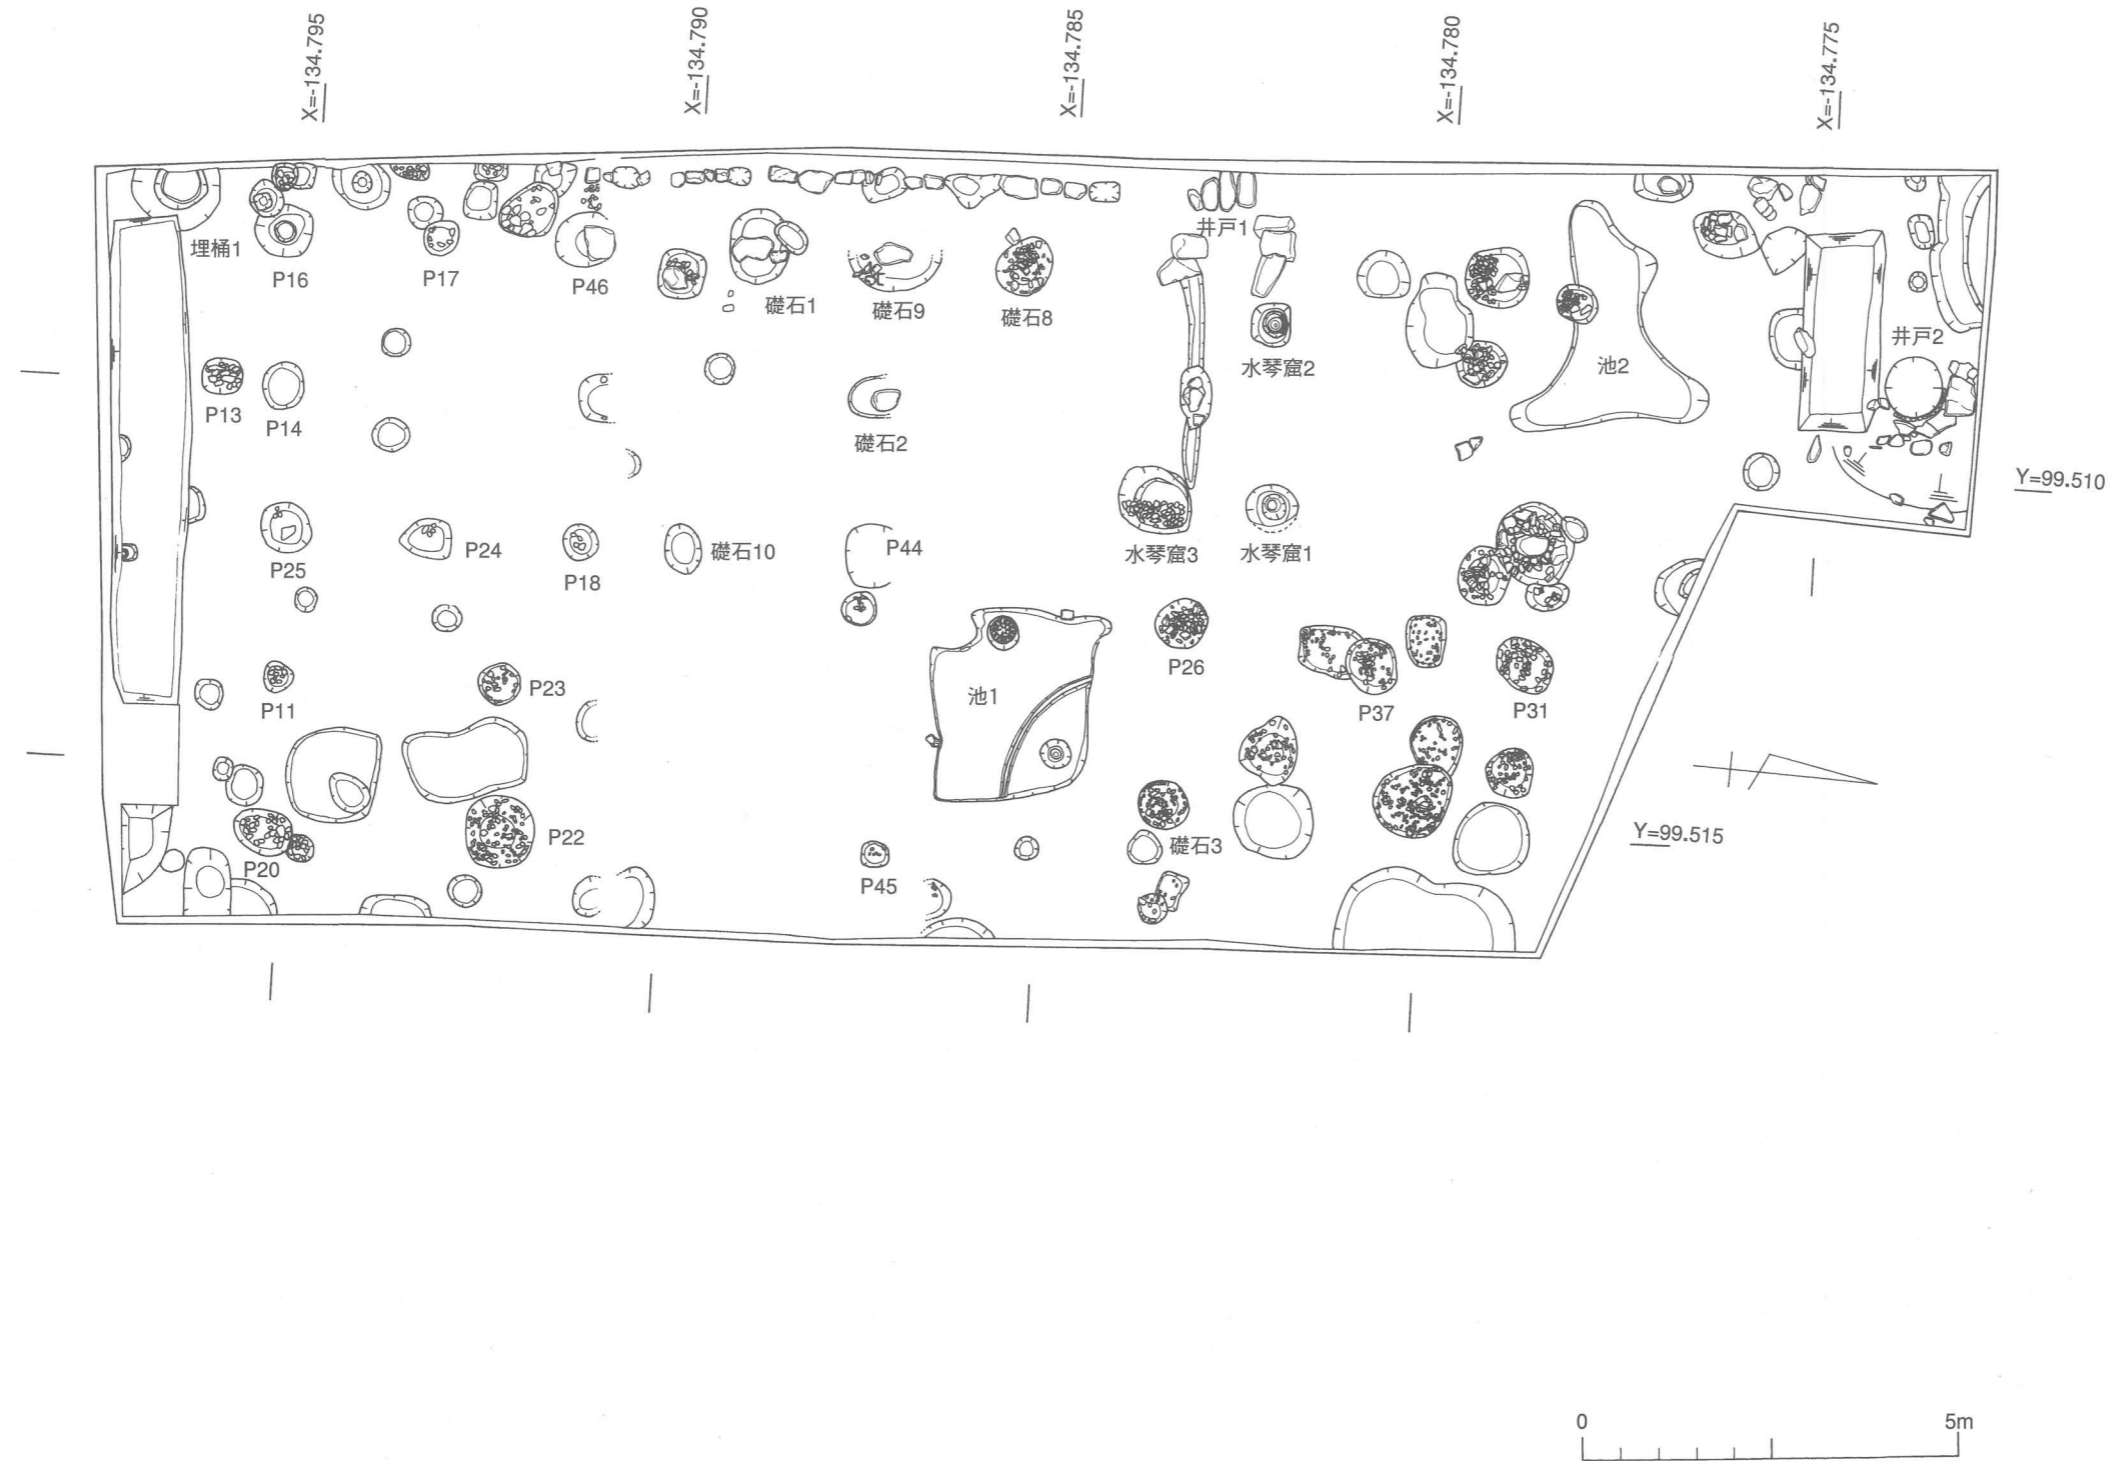 X=-134.795
X=-134.790
X=-134.785
X=-134.780
X=-134.775
埋桶1
P16
P17
P46
礎石1
礎石9
礎石8
井戸1
水琴窟2
池2
井戸2
P13
P14
礎石2
Y=99.510
P25
P24
P18
礎石10
P44
水琴窟3
水琴窟1
P11
P23
池1
P26
P37
P31
P20
P22
P45
礎石3
Y=99.515
0
5m